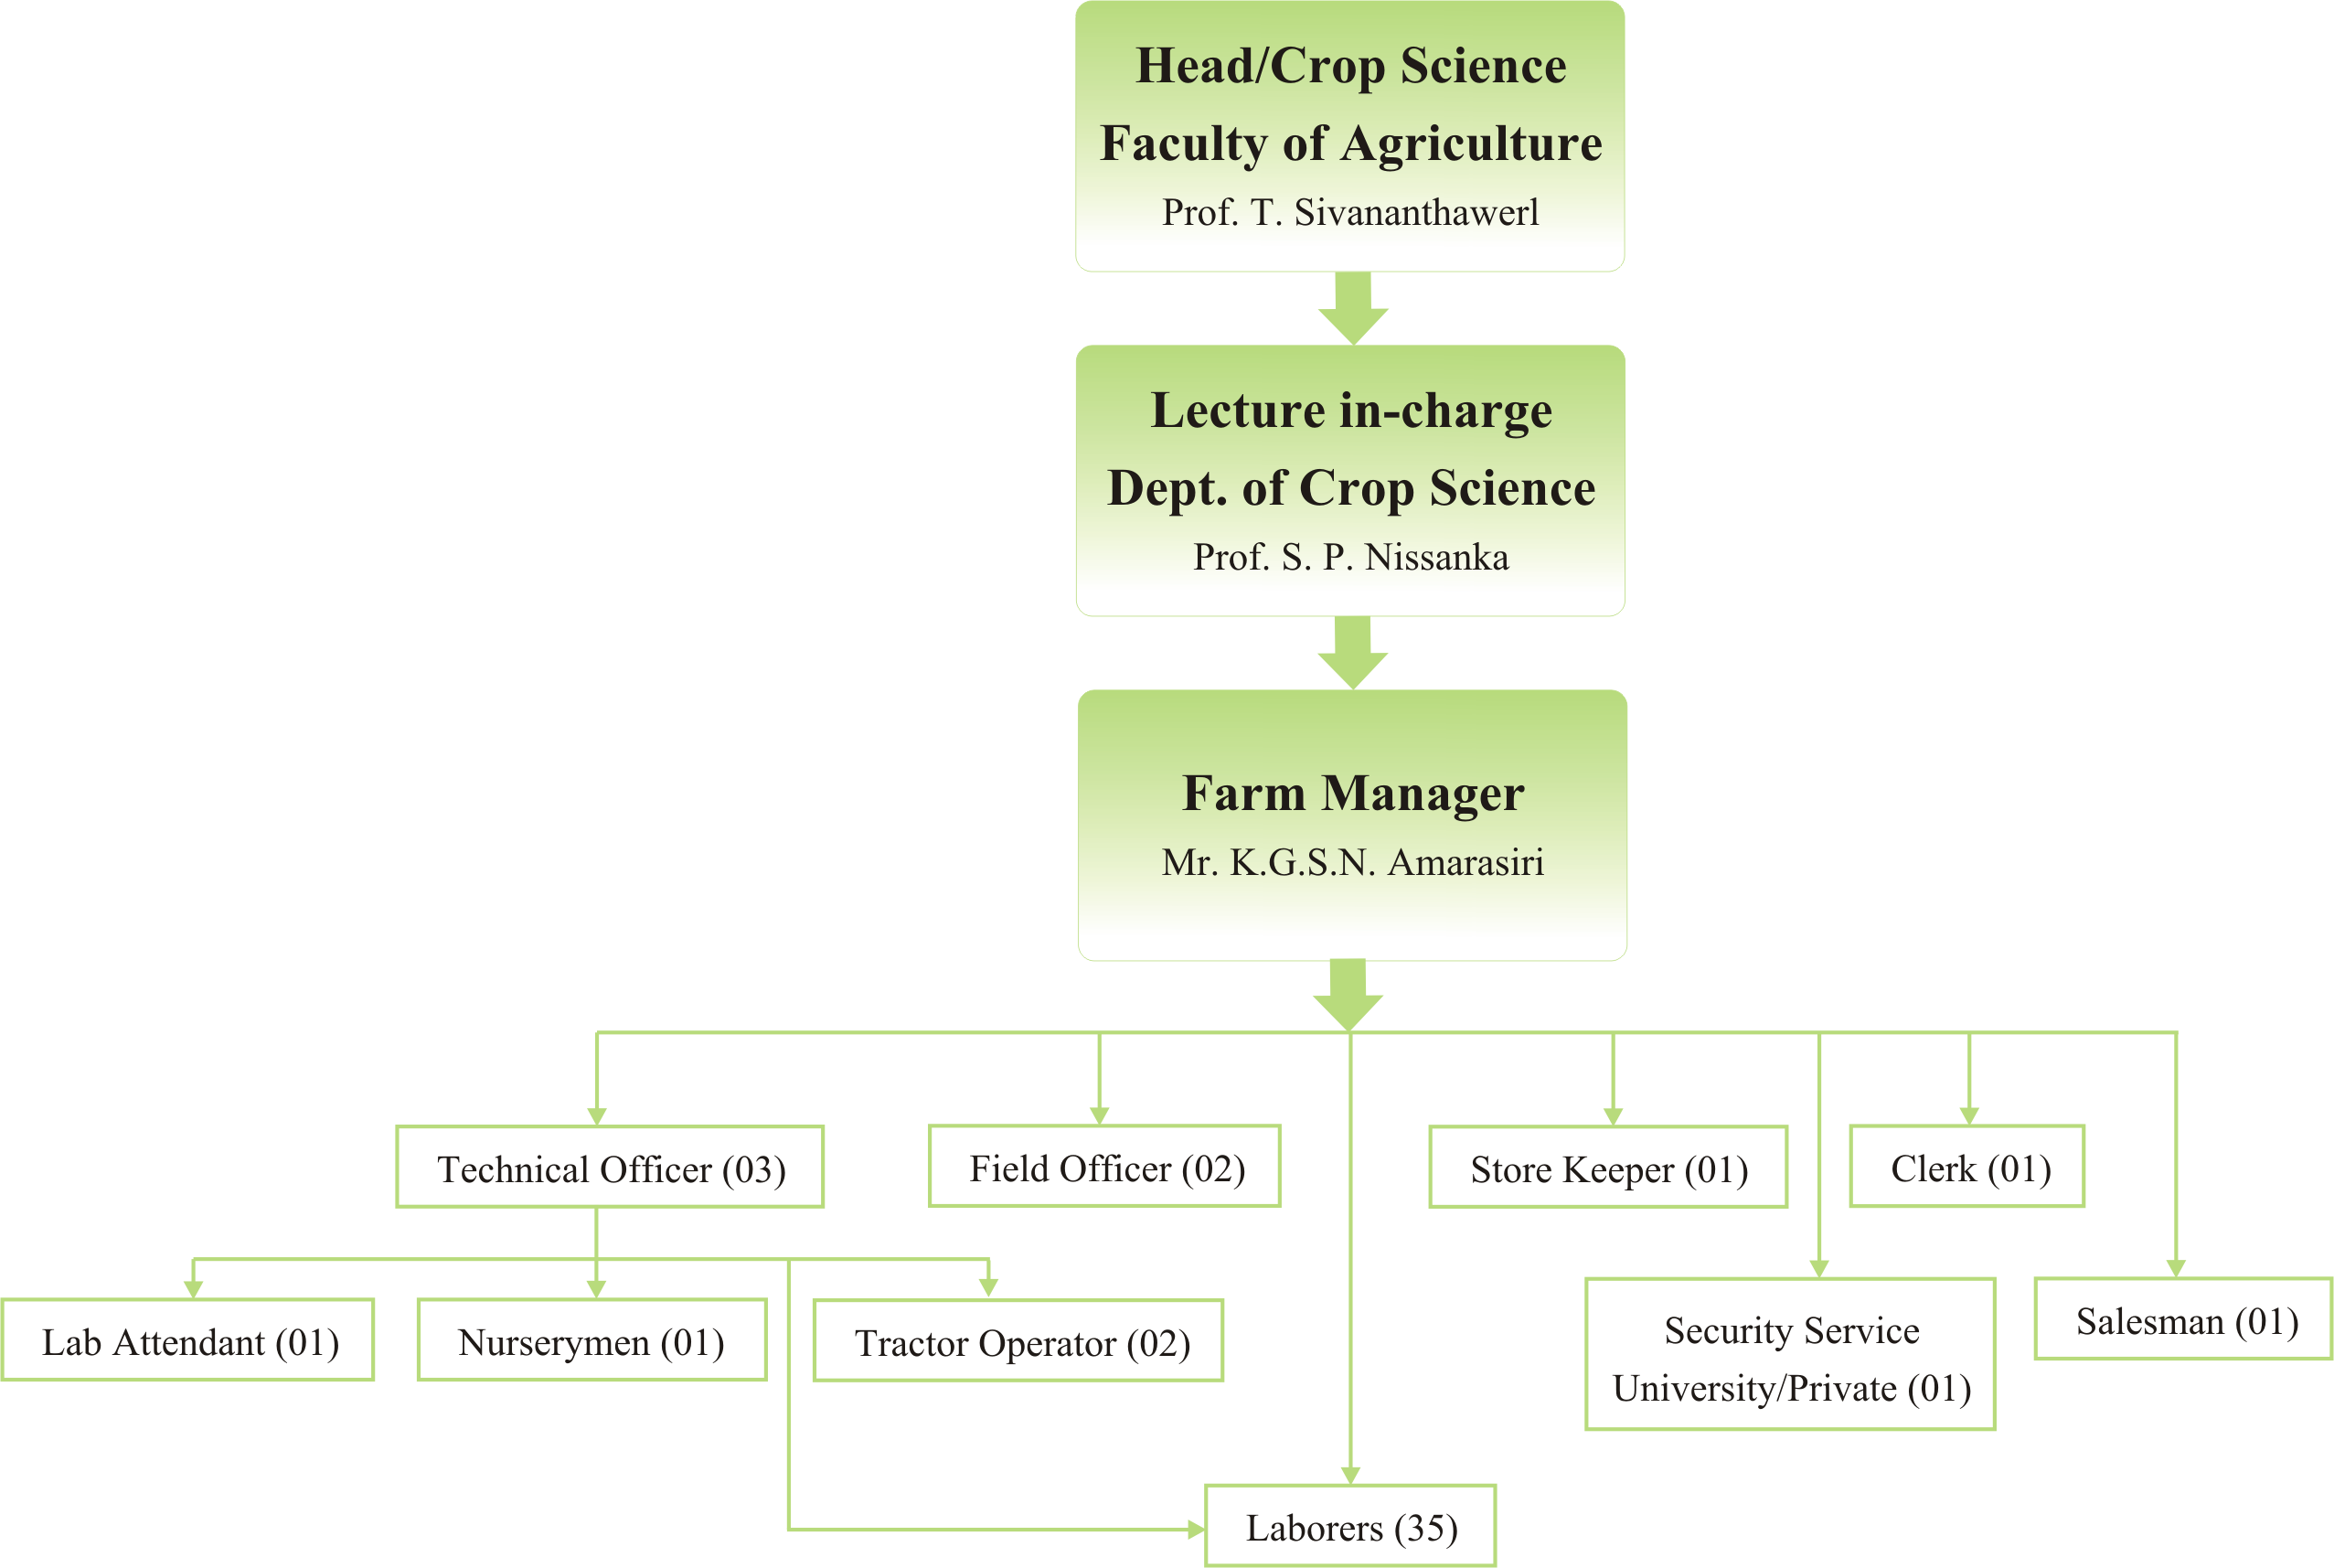 Head/Crop Science
Faculty of Agriculture
Prof. T. Sivananthawerl
Lecture in-charge
Dept. of Crop Science
Prof. S. P. Nissanka
Farm Manager
Mr. K.G.S.N. Amarasiri
Technical Officer (03)
Field Officer (02)
Store Keeper (01)
Clerk (01)
Lab Attendant (01)
Nurserymen (01)
Tractor Operator (02)
Security Service
University/Private (01)
Salesman (01)
Laborers (35)